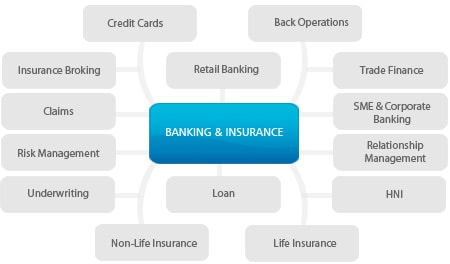 Credit Cards
Back Operations
Insurance Broking
Retail Banking
Trade Finance
Claims
SME & Corporate
Banking
BANKING & INSURANCE
Risk Management
Relationship
Management
Underwriting
Loan
HNI
Non-Life Insurance
Life Insurance